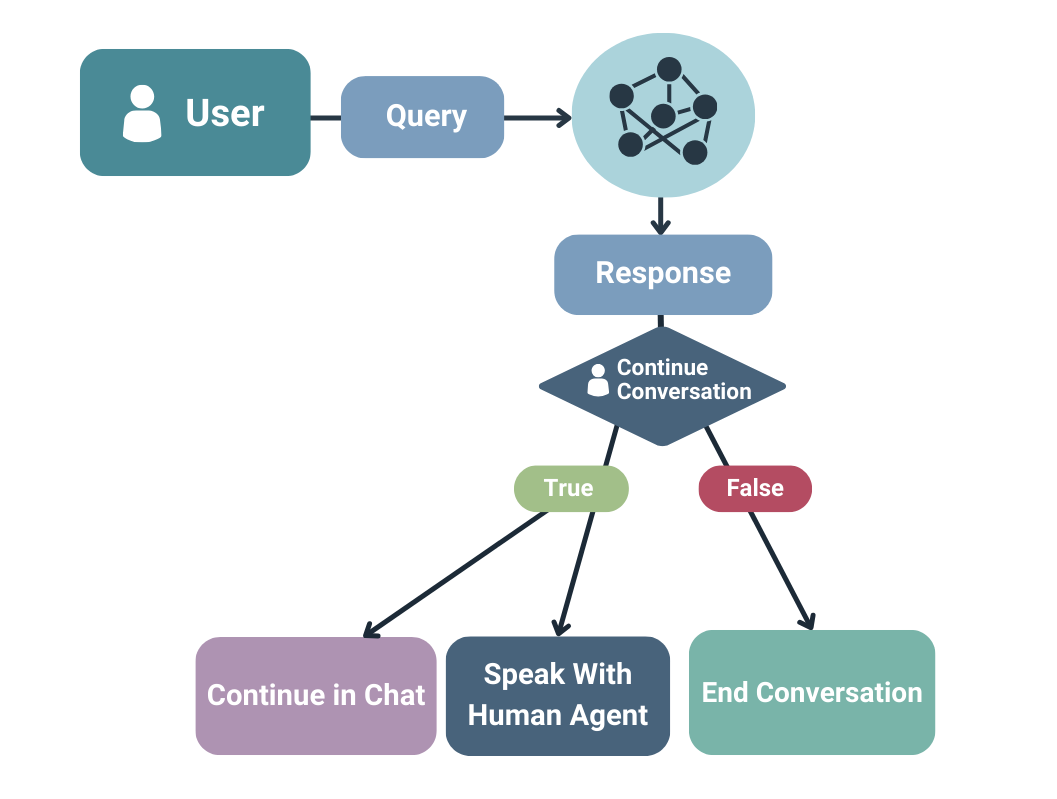 User
Query
Response
Continue
Conversation
True
False
Continue in Chat
Speak With
Human Agent
End Conversation